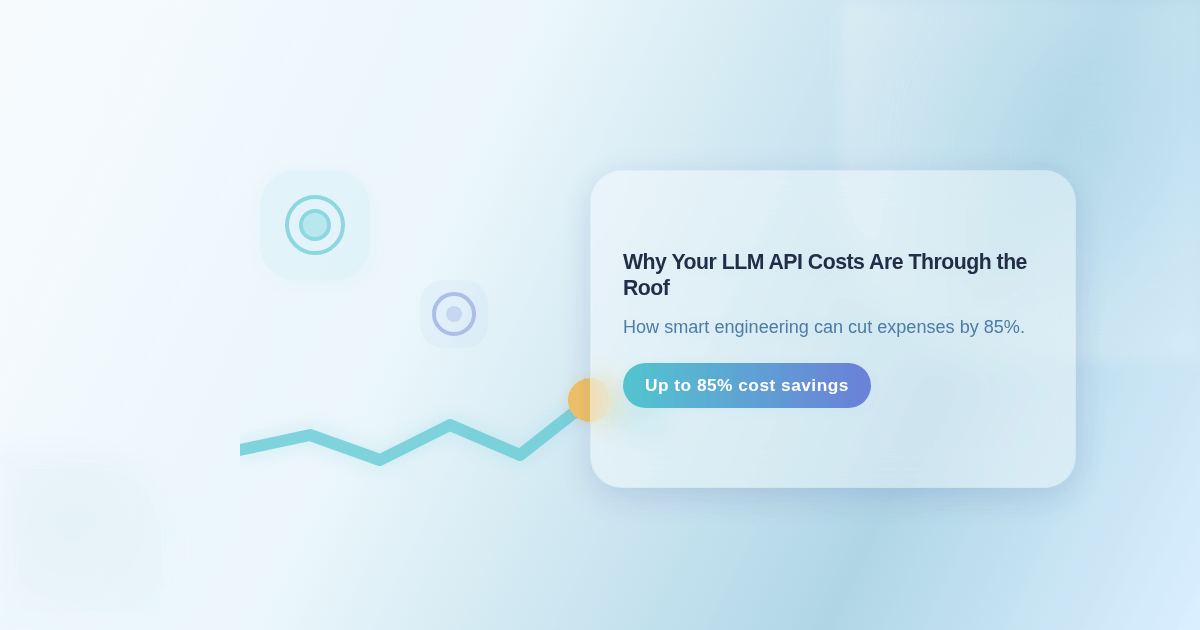 Why Your LLM API Costs Are Through the
Roof
How smart engineering can cut expenses by 85%.
Up to 85% cost savings